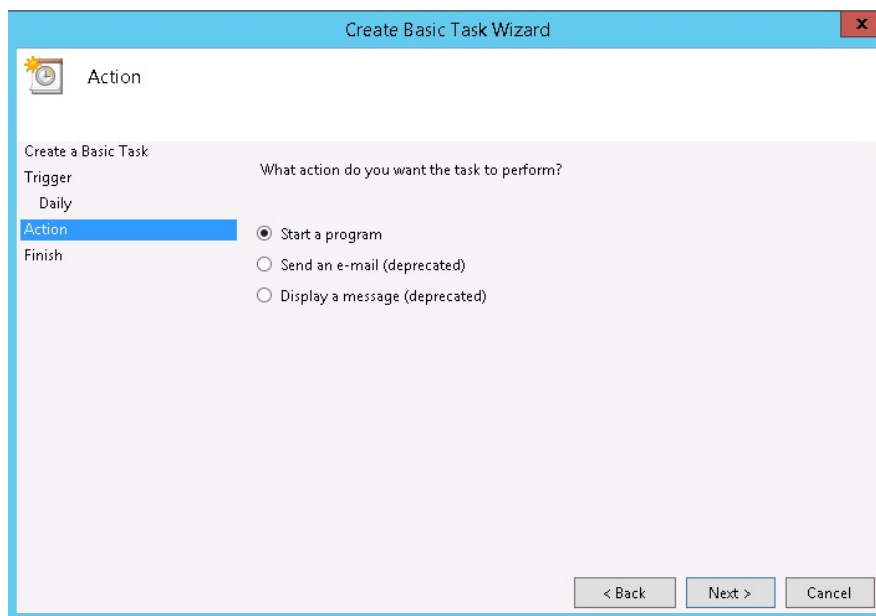 Create Basic Task Wizard
x
Action
Create a Basic Task
Trigger
Daily
Action
Finish
What action do you want the task to perform?
Start a program
Send an e-mail (deprecated)
Display a message (deprecated)
< Back
Next >
Cancel